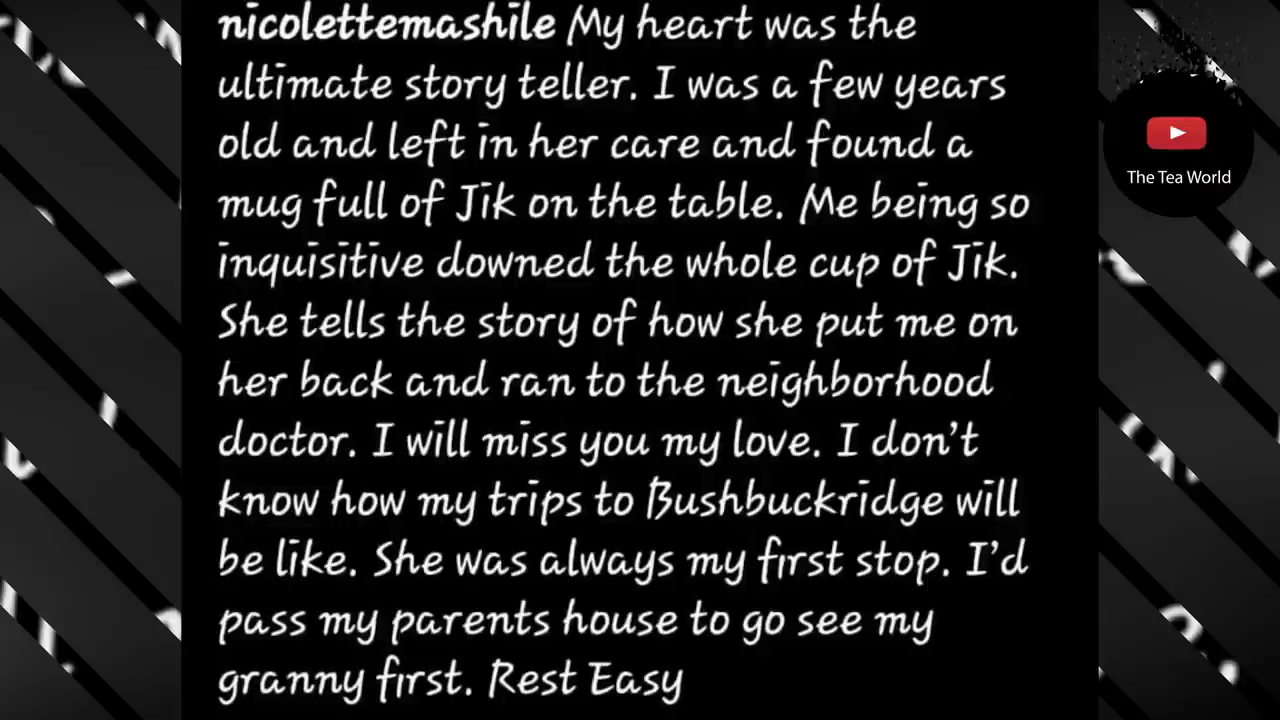 nicolettemashile My heart was the
ultimate story teller. I was a few years
old and left in her care and found a
mug full of Jik on the table. Me being so
inquisitive downed the whole cup of Jik.
She tells the story of how she put me on
her back and ran to the neighborhood
doctor. I will miss you my love. I don't
know how my trips to Bushbuckridge will
be like. She was always my first stop. I'd
pass my parents house to go see my
granny first. Rest Easy
The Tea World